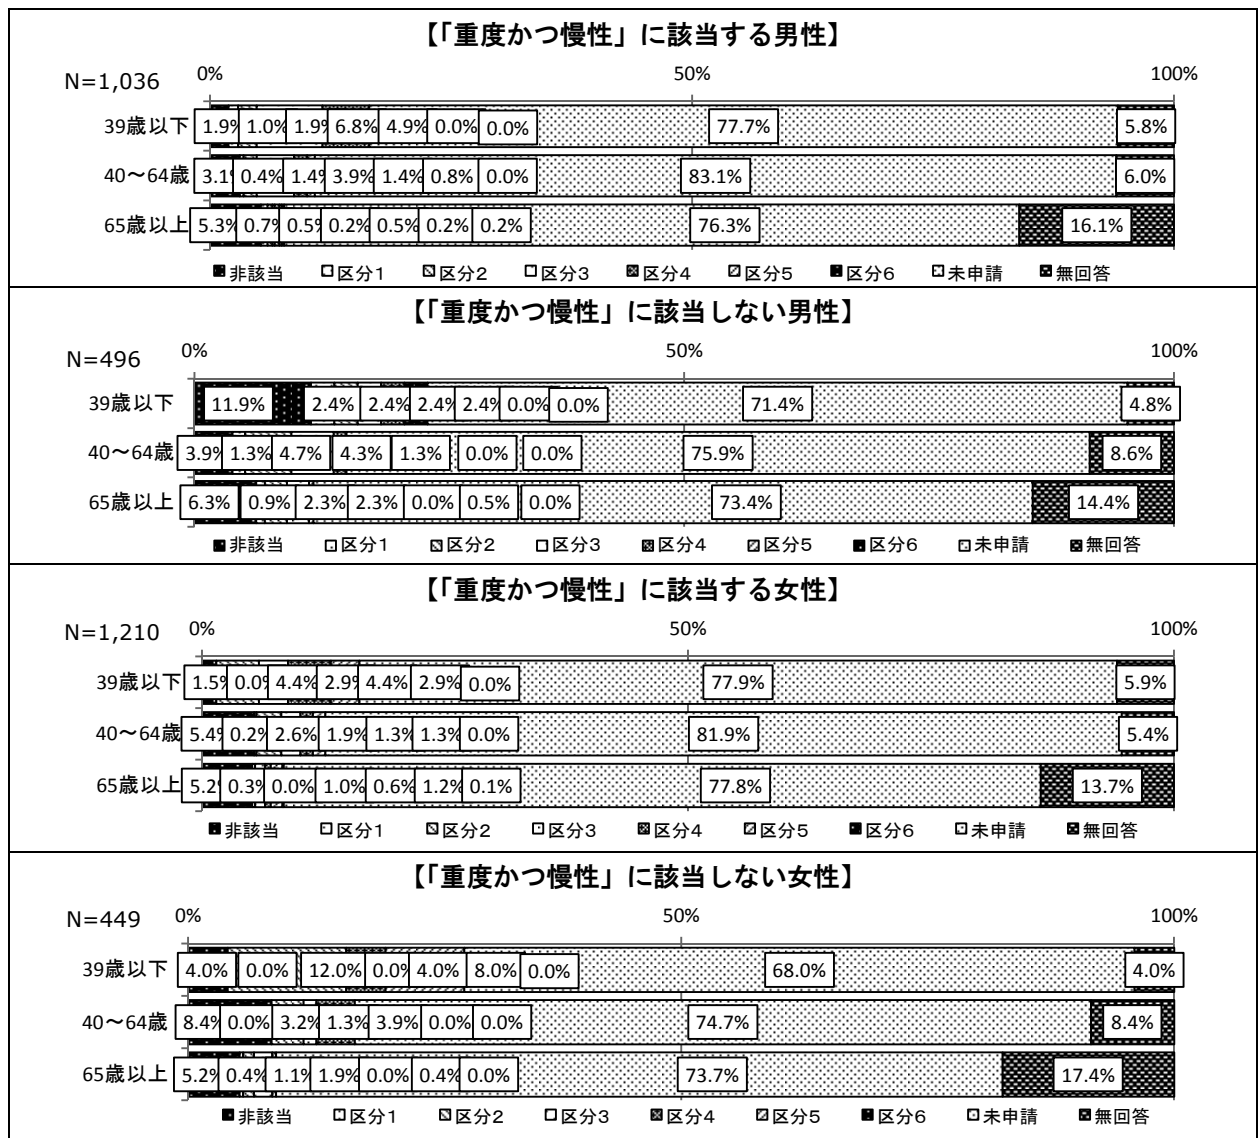 【「重度かつ慢性」に該当する男性】
N=1,036 0% 50% 100%
39歳以下 1.9% 1.0% 1.9% 6.8% 4.9% 0.0% 0.0% 77.7% 5.8%
40～64歳 3.1% 0.4% 1.4% 3.9% 1.4% 0.8% 0.0% 83.1% 6.0%
65歳以上 5.3% 0.7% 0.5% 0.2% 0.5% 0.2% 0.2% 76.3% 16.1%
非該当 区分1 区分2 区分3 区分4 区分5 区分6 未申請 無回答
【「重度かつ慢性」に該当しない男性】
N=496 0% 50% 100%
39歳以下 11.9% 2.4% 2.4% 2.4% 2.4% 0.0% 0.0% 71.4% 4.8%
40～64歳 3.9% 1.3% 4.7% 4.3% 1.3% 0.0% 0.0% 75.9% 8.6%
65歳以上 6.3% 0.9% 2.3% 2.3% 0.0% 0.5% 0.0% 73.4% 14.4%
非該当 区分1 区分2 区分3 区分4 区分5 区分6 未申請 無回答
【「重度かつ慢性」に該当する女性】
N=1,210 0% 50% 100%
39歳以下 1.5% 0.0% 4.4% 2.9% 4.4% 2.9% 0.0% 77.9% 5.9%
40～64歳 5.4% 0.2% 2.6% 1.9% 1.3% 1.3% 0.0% 81.9% 5.4%
65歳以上 5.2% 0.3% 0.0% 1.0% 0.6% 1.2% 0.1% 77.8% 13.7%
非該当 区分1 区分2 区分3 区分4 区分5 区分6 未申請 無回答
【「重度かつ慢性」に該当しない女性】
N=449 0% 50% 100%
39歳以下 4.0% 0.0% 12.0% 0.0% 4.0% 8.0% 0.0% 68.0% 4.0%
40～64歳 8.4% 0.0% 3.2% 1.3% 3.9% 0.0% 0.0% 74.7% 8.4%
65歳以上 5.2% 0.4% 1.1% 1.9% 0.0% 0.4% 0.0% 73.7% 17.4%
非該当 区分1 区分2 区分3 区分4 区分5 区分6 未申請 無回答